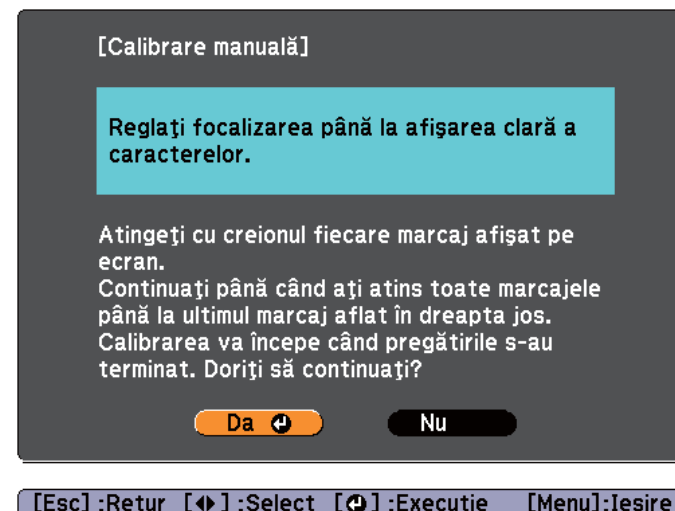 [Calibrare manuală]
Reglaţi focalizarea până la afişarea clară a
caracterelor.
Atingeţi cu creionul fiecare marcaj afişat pe
ecran.
Continuaţi până când aţi atins toate marcajele
până la ultimul marcaj aflat în dreapta jos.
Calibrarea va începe când pregătirile s-au
terminat. Doriţi să continuaţi?
Da Nu
[Esc] :Retur [ ] :Select [ ] :Execuţie [Menu]:Ieşire